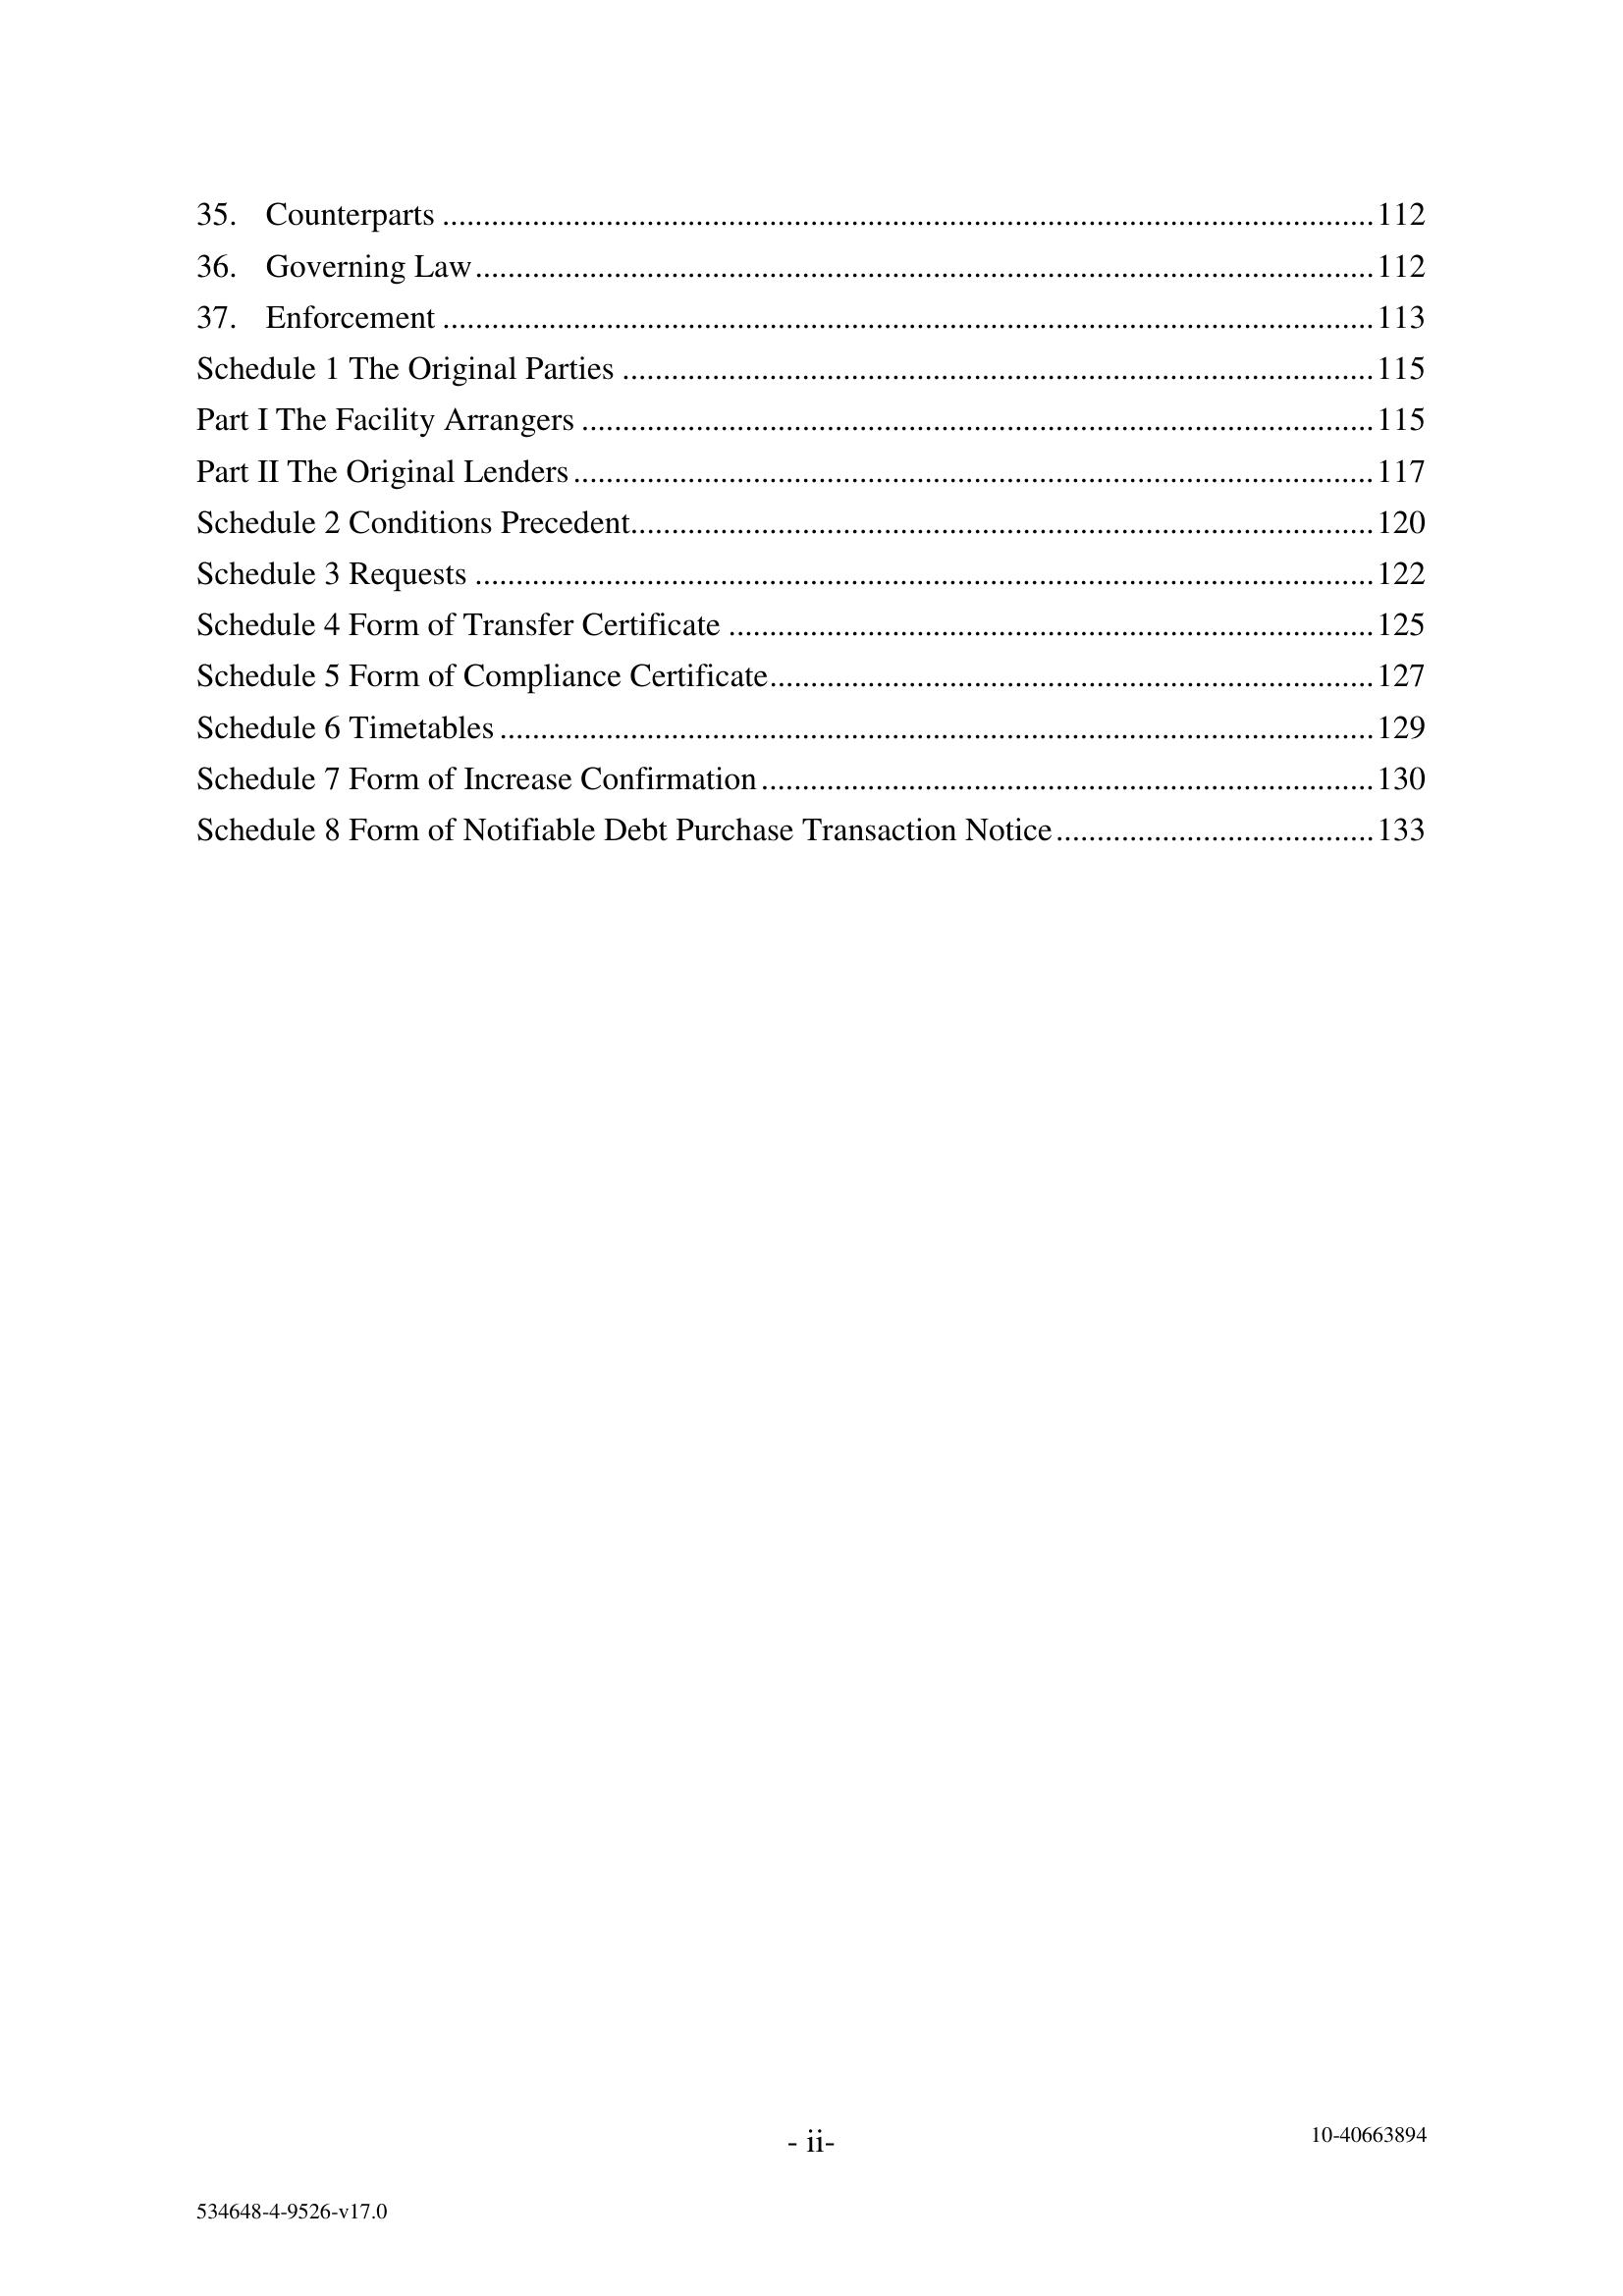 35. Counterparts ........................................................................................................... 112
36. Governing Law ....................................................................................................... 112
37. Enforcement ........................................................................................................... 113
Schedule 1 The Original Parties ...................................................................................... 115
Part I The Facility Arrangers ........................................................................................... 115
Part II The Original Lenders ............................................................................................ 117
Schedule 2 Conditions Precedent..................................................................................... 120
Schedule 3 Requests ........................................................................................................ 122
Schedule 4 Form of Transfer Certificate ......................................................................... 125
Schedule 5 Form of Compliance Certificate.................................................................... 127
Schedule 6 Timetables ..................................................................................................... 129
Schedule 7 Form of Increase Confirmation ..................................................................... 130
Schedule 8 Form of Notifiable Debt Purchase Transaction Notice ................................. 133
- ii-
10-40663894
534648-4-9526-v17.0